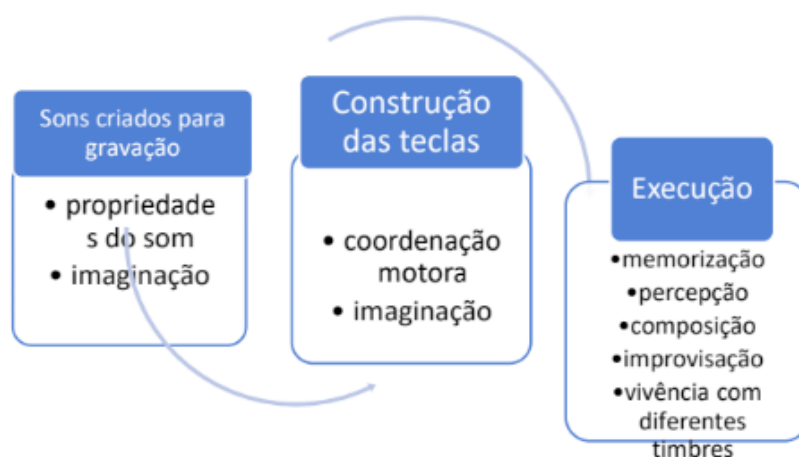 Sons criados para
gravação
• propriedade
s do som
• imaginação
Construção
das teclas
• coordenação
motora
• imaginação
Execução
•memorização
•percepção
•composição
•improvisação
•vivência com
diferentes
timbres